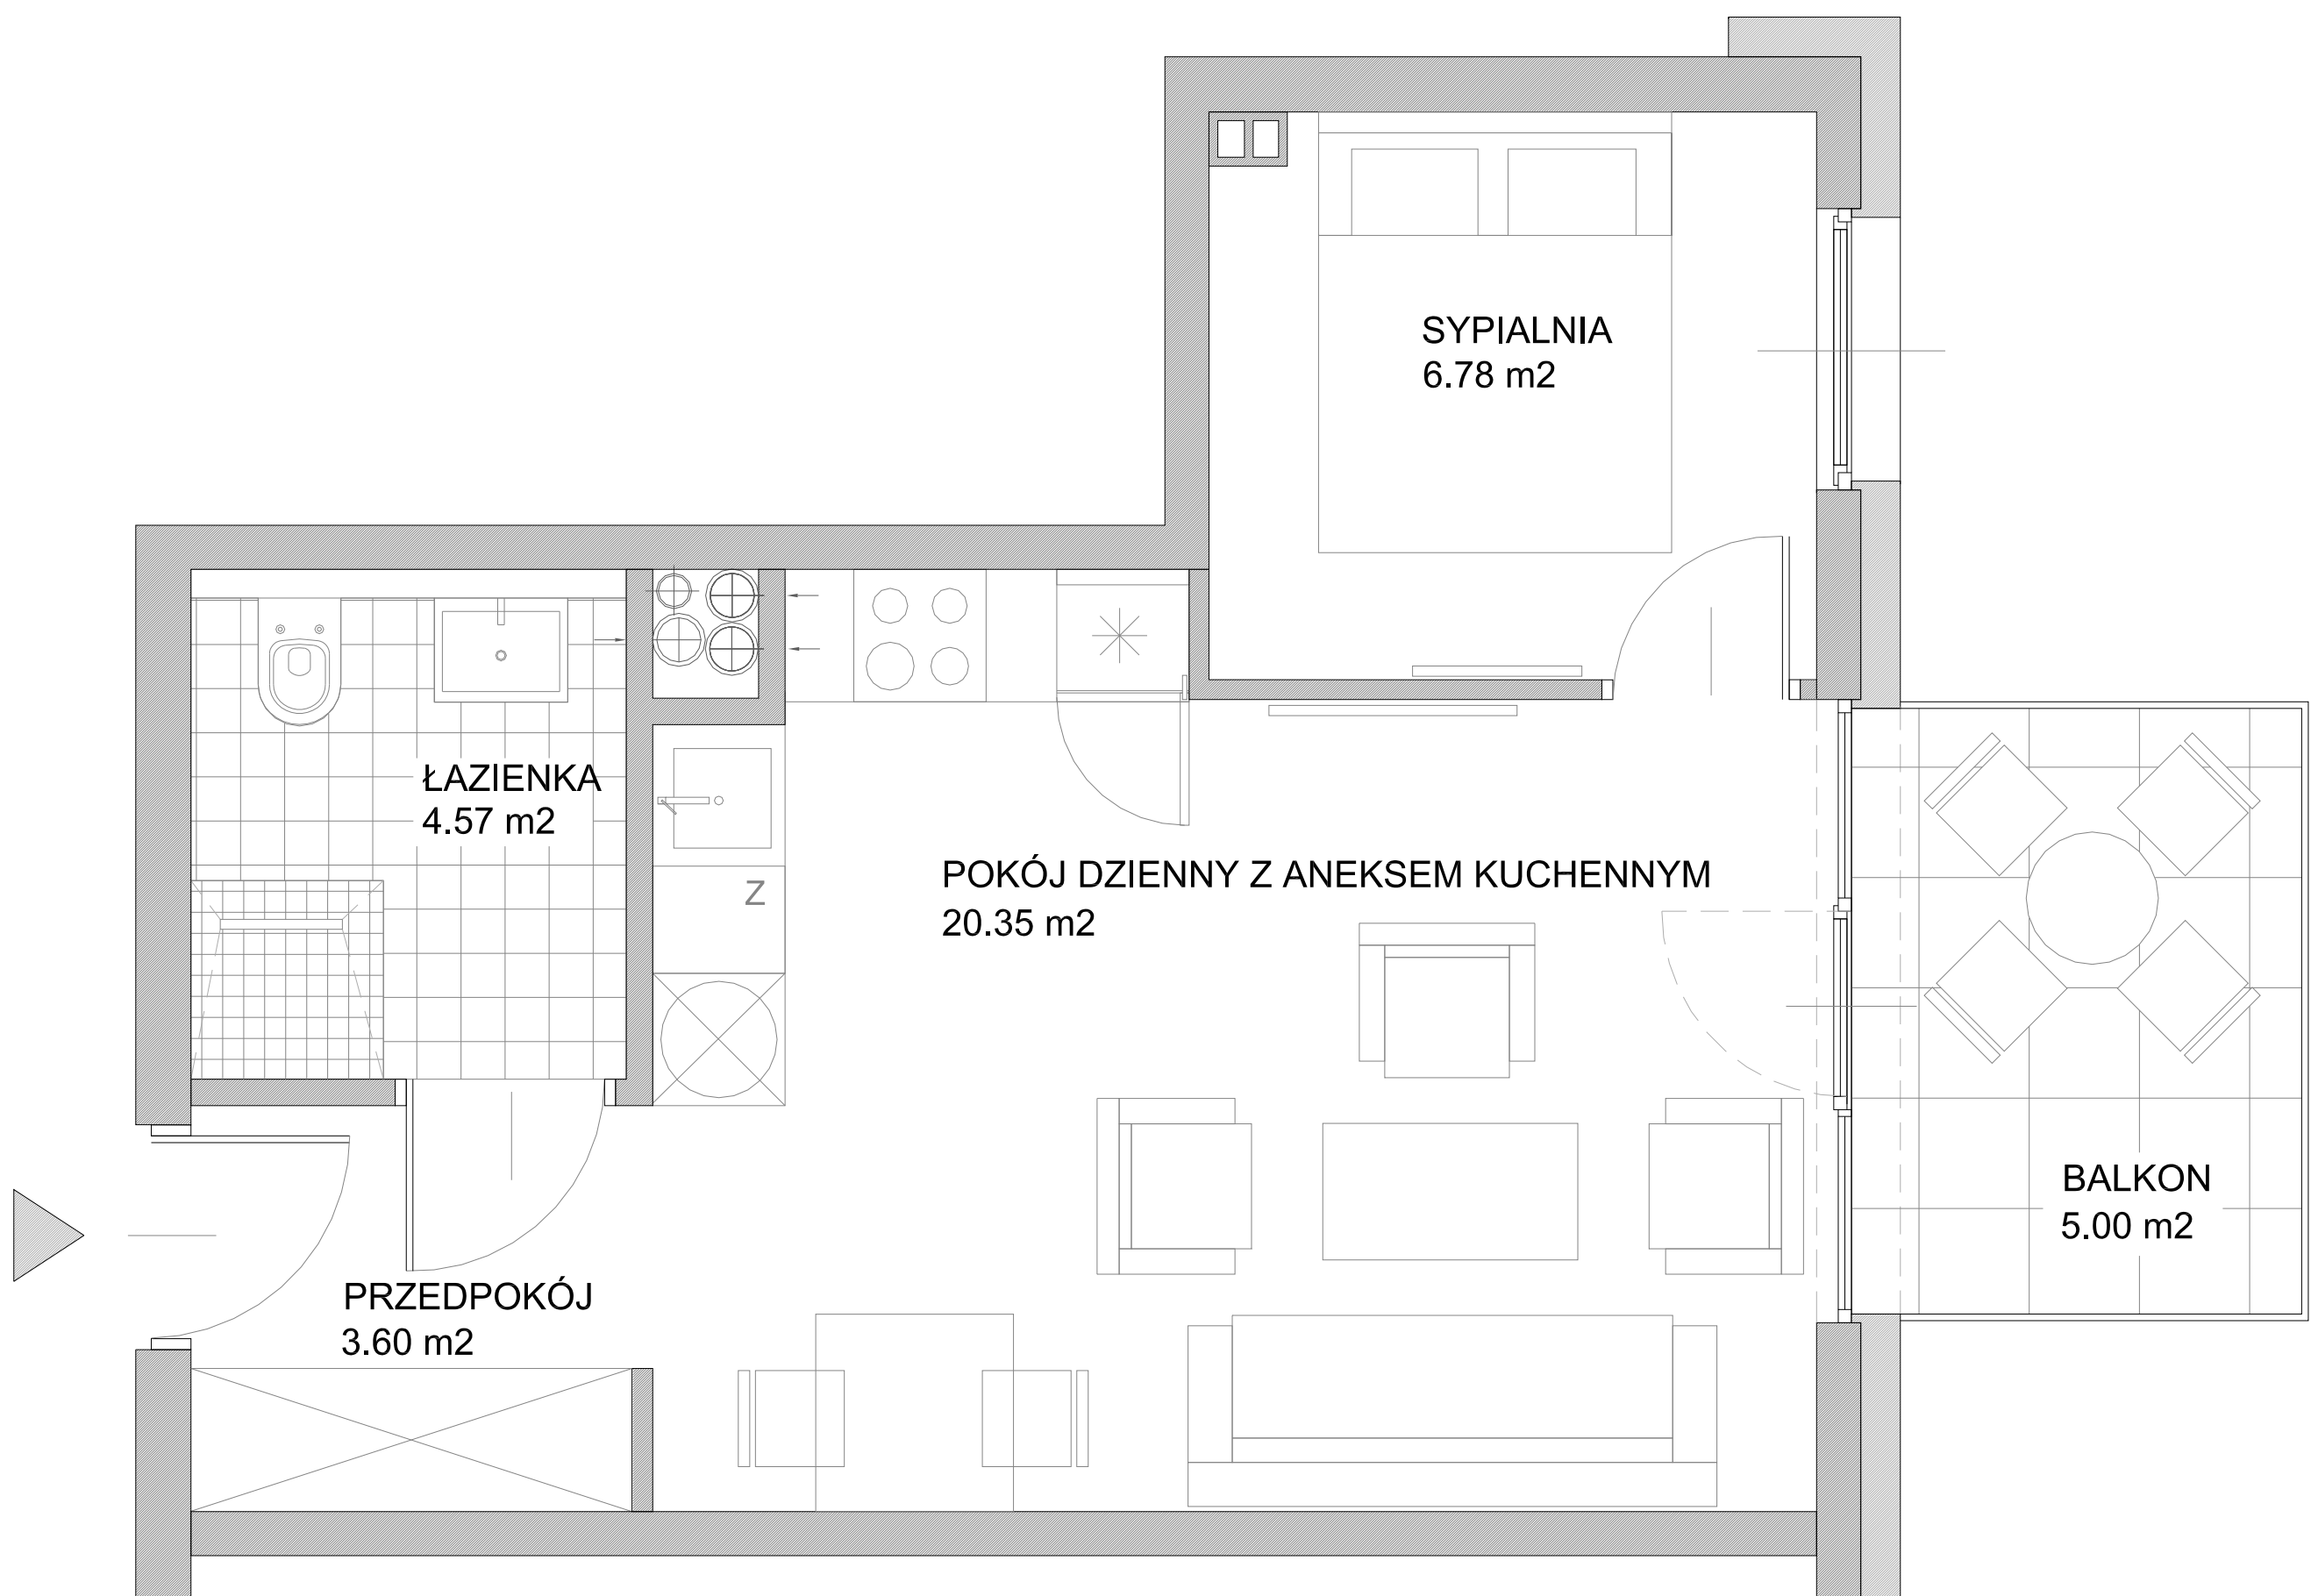 SYPIALNIA
6.78 m2
ŁAZIENKA
4.57 m2
Z
POKÓJ DZIENNY Z ANEKSEM KUCHENNYM
20.35 m2
BALKON
5.00 m2
PRZEDPOKÓJ
3.60 m2